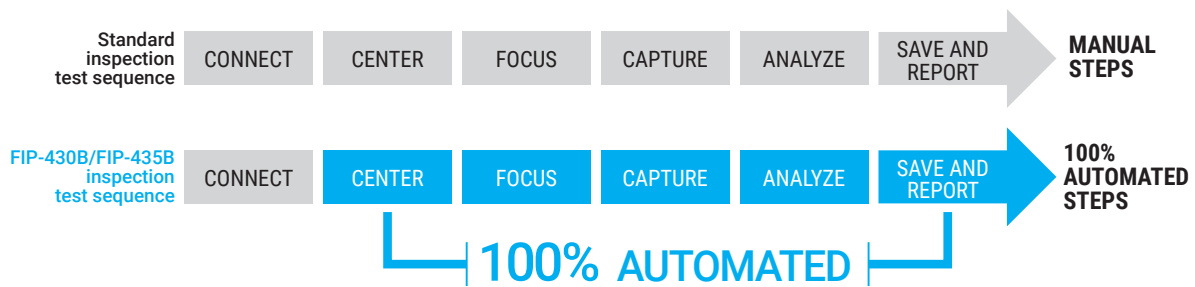 Standard
inspection
test sequence
CONNECT
CENTER
FOCUS
CAPTURE
ANALYZE
SAVE AND
REPORT
MANUAL
STEPS
FIP-430B/FIP-435B
inspection
test sequence
CONNECT
CENTER
FOCUS
CAPTURE
ANALYZE
SAVE AND
REPORT
100%
AUTOMATED
STEPS
100% AUTOMATED